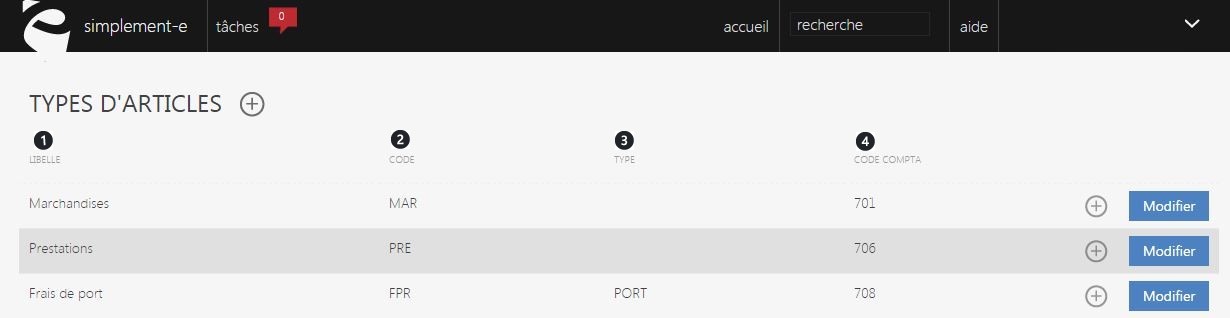 simplement-e tâches 0 accueil recherche aide
TYPES D'ARTICLES
1 2 3 4
LIBELLE CODE TYPE CODE COMPTA
Marchandises MAR 701 Modifier
Prestations PRE 706 Modifier
Frais de port FPR PORT 708 Modifier